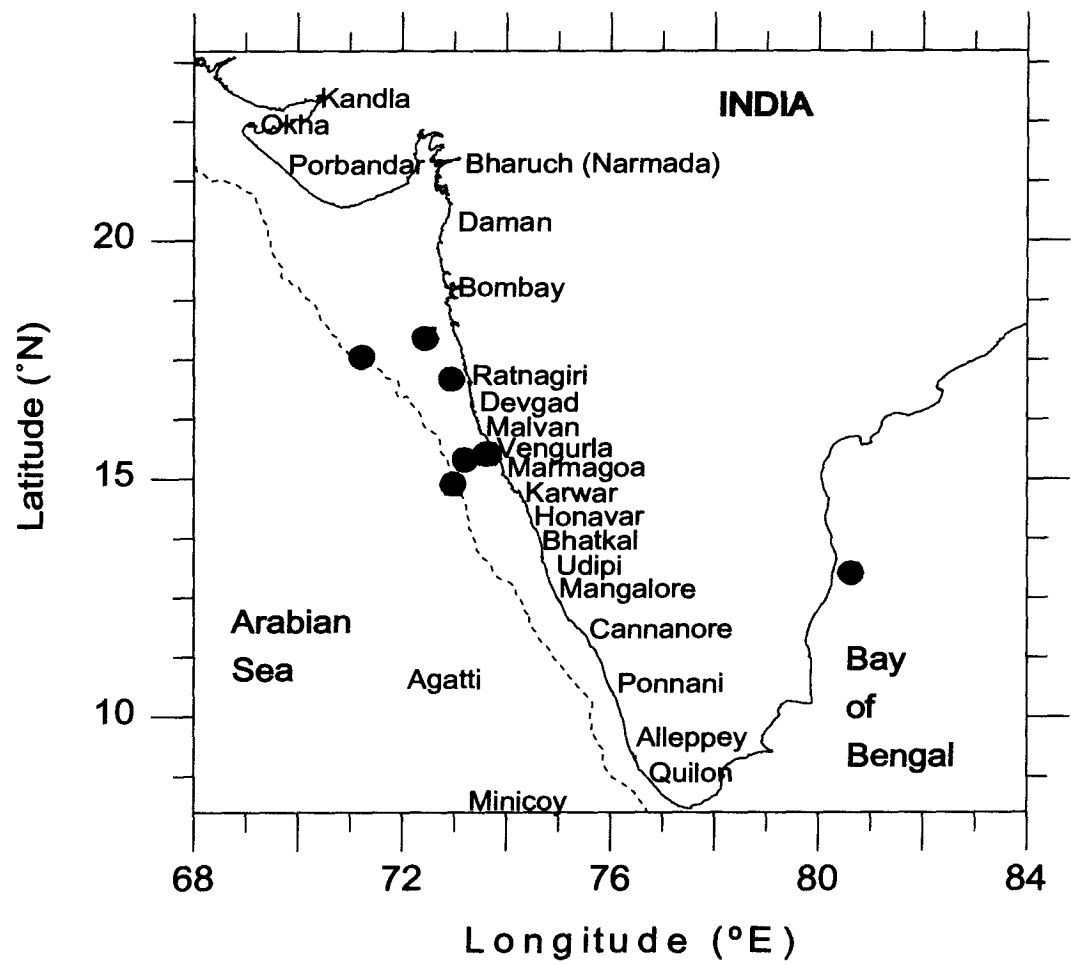 Kandla
INDIA
Okha
Porbandar
Bharuch (Narmada)
Daman
20
Bombay
Ratnagiri
Devgad
Malvan
Vengurla
Marmagoa
15
Karwar
Honavar
Bhatkal
Udipi
Mangalore
Cannanore
Arabian
Sea
Agatti
Ponnani
Bay
of
Bengal
10
Alleppey
Quilon
Minicoy
68
72
76
80
84
Longitude (ºE)
Latitude (˚N)